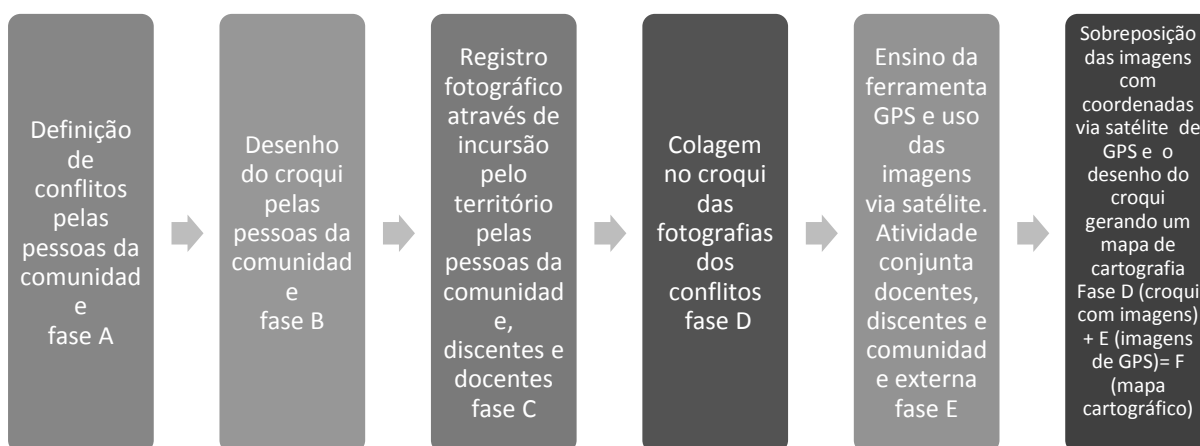 Definição
de
conflitos
pelas
pessoas da
comunidad
e
fase A
Desenho
do croqui
pelas
pessoas da
comunidad
e
fase B
Registro
fotográfico
através de
incursão
pelo
território
pelas
pessoas da
comunidad
e,
discentes e
docentes
fase C
Colagem
no croqui
das
fotografias
dos
conflitos
fase D
Ensino da
ferramenta
GPS e uso
das
imagens
via satélite.
Atividade
conjunta
docentes,
discentes e
comunidad
e externa
fase E
Sobreposição
das imagens
com
coordenadas
via satélite de
GPS e o
desenho do
croqui
gerando um
mapa de
cartografia
Fase D (croqui
com imagens)
+ E (imagens
de GPS)= F
(mapa
cartográfico)